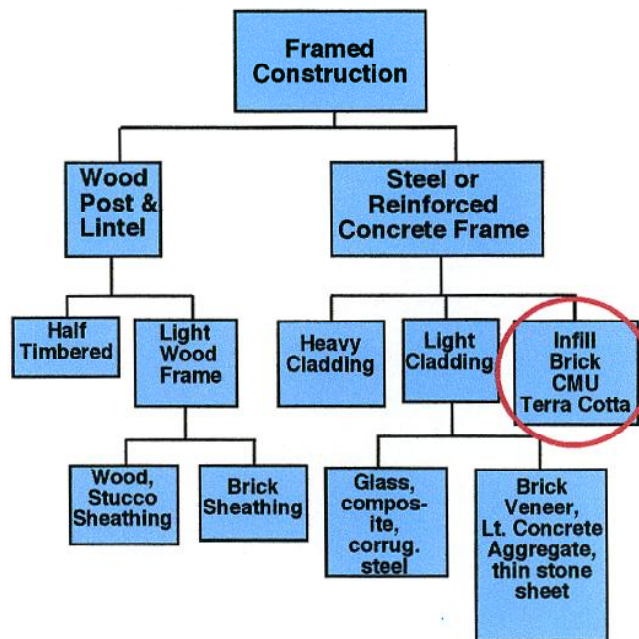 Framed
Construction
Wood
Post &
Lintel
Steel or
Reinforced
Concrete Frame
Half
Timbered
Light
Wood
Frame
Heavy
Cladding
Light
Cladding
Infill
Brick
CMU
Terra Cotta
Wood,
Stucco
Sheathing
Brick
Sheathing
Glass,
compos-
ite,
corrug.
steel
Brick
Veneer,
Lt. Concrete
Aggregate,
thin stone
sheet